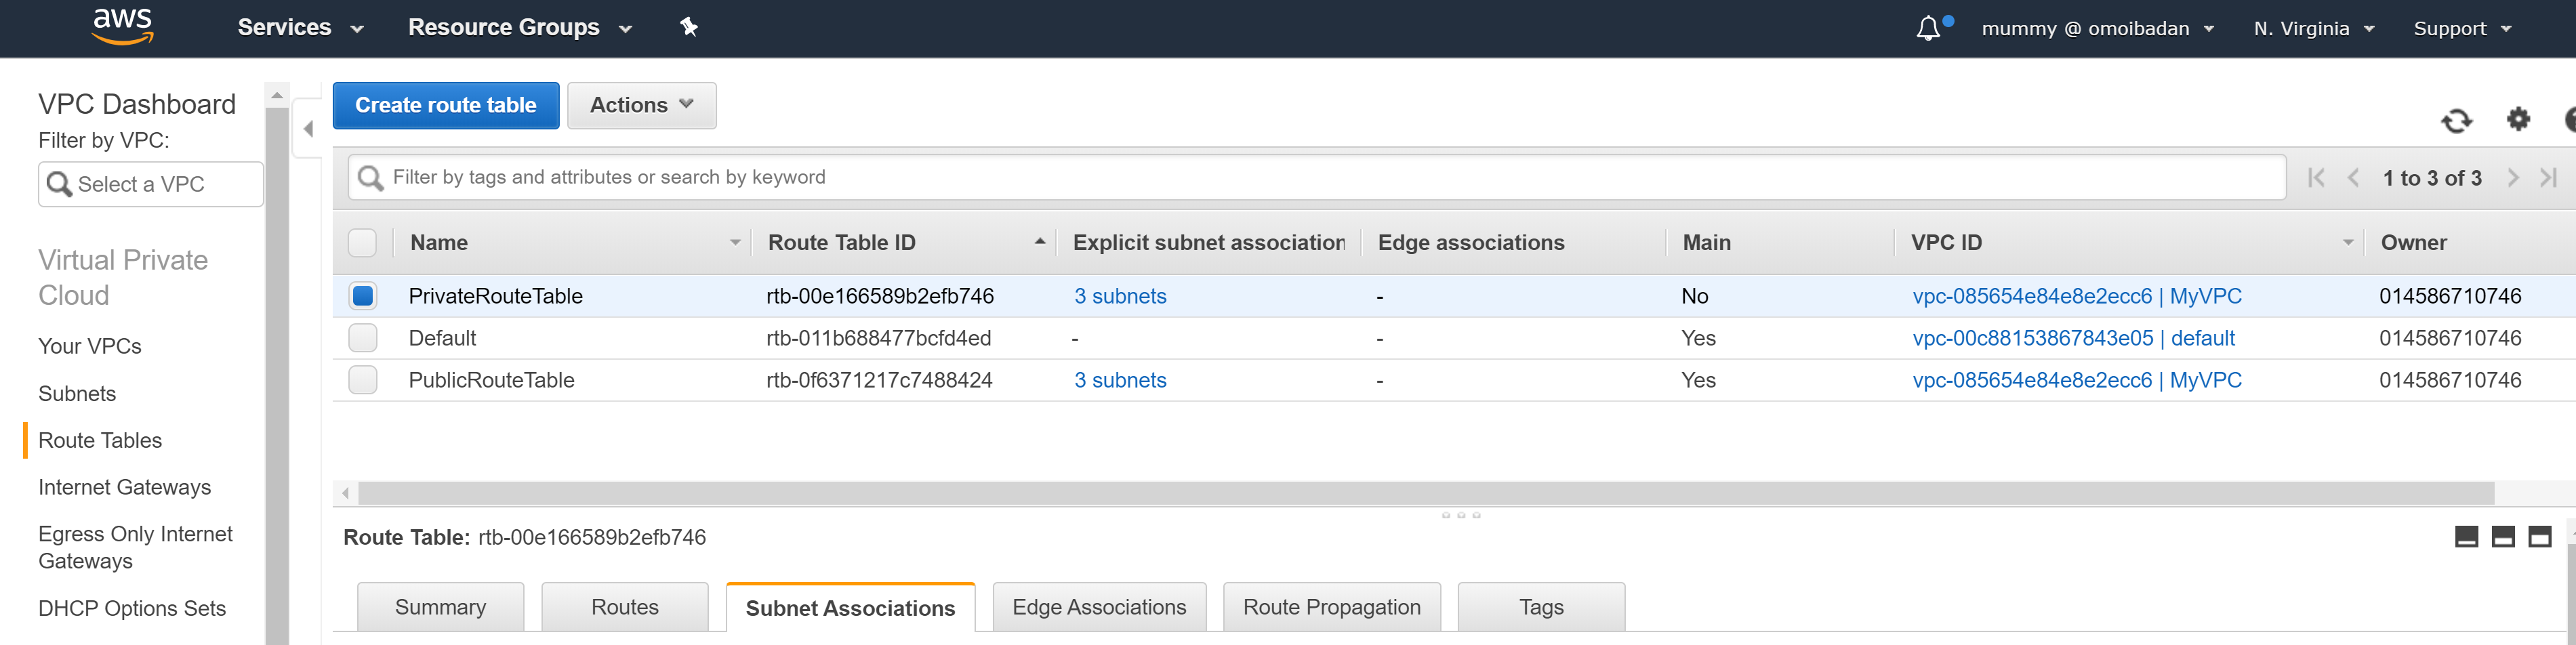 aws Services Resource Groups mummy @ omoibadan N. Virginia Support
VPC Dashboard
Filter by VPC:
Select a VPC
Virtual Private
Cloud
Your VPCs
Subnets
Route Tables
Internet Gateways
Egress Only Internet
Gateways
DHCP Options Sets
Create route table Actions
Filter by tags and attributes or search by keyword 1 to 3 of 3
Name Route Table ID Explicit subnet association Edge associations Main VPC ID Owner
PrivateRouteTable rtb-00e166589b2efb746 3 subnets - No vpc-085654e84e8e2ecc6 | MyVPC 014586710746
Default rtb-011b688477bcfd4ed - - Yes vpc-00c88153867843e05 | default 014586710746
PublicRouteTable rtb-0f6371217c7488424 3 subnets - Yes vpc-085654e84e8e2ecc6 | MyVPC 014586710746
Route Table: rtb-00e166589b2efb746
Summary Routes Subnet Associations Edge Associations Route Propagation Tags